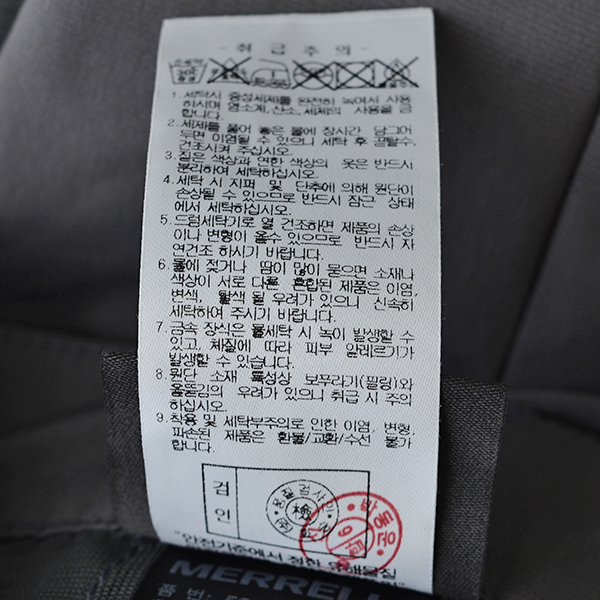 - 취급주의 -
1. 세탁시 중성세제를 완전히 녹여서 사용
하시며 염소계, 산소, 세제의 사용을 금
합니다.
2. 세제를 풀어 좋은 물에 장시간 담그어
두면 이염될 수 있으니 세탁 후 곧탈수,
건조시켜 주십시오.
3. 짙은 색상과 연한 색상의 옷은 반드시
분리하여 세탁하십시오.
4. 세탁 시 지퍼 및 단추에 의해 원단이
손상될 수 있으므로 반드시 잠근 상태
에서 세탁하십시오.
5. 드럼세탁기로 열 건조하면 제품의 손상
이나 변형이 올수 있으므로 반드시 자
연건조 하시기 바랍니다.
6. 물에 젖거나 땀이 많이 묻으면 소재나
색상이 서로 다른 혼합된 제품은 이염,
변색, 탈색 될 우려가 있으니 신속히
세탁하여 주시기 바랍니다.
7. 금속 장식은 물세탁 시 녹이 발생할 수
있고, 체질에 따라 피부 알레르기가
발생할 수 있습니다.
8. 원단 소재 특성상 보푸라기(필링)와
올뜯김의 우려가 있으니 취급 시 주의
하십시오.
9. 착용 및 세탁부주의로 인한 이염, 변형,
파손된 제품은 환불/교환/수선 불가
합니다.
검인
檢
"안전기준에서 정한 유해물질
MERRELL
품 번: